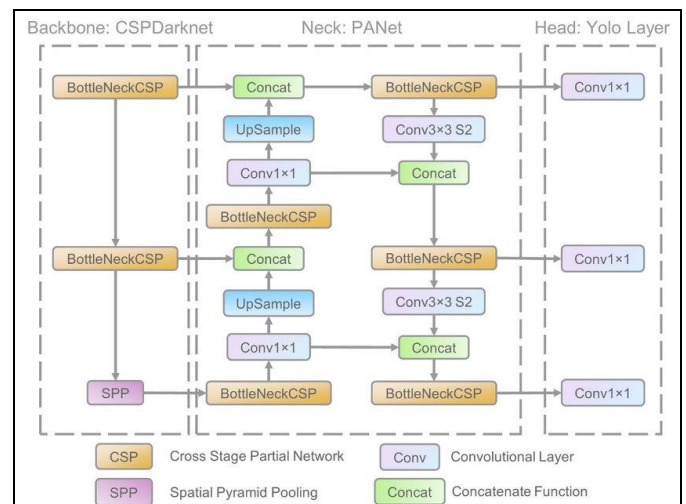 Backbone: CSPDarknet Neck: PANet Head: Yolo Layer
BottleNeckCSP Concat BottleNeckCSP Conv1×1
UpSample Conv3×3 S2
Conv1×1 Concat
BottleNeckCSP
BottleNeckCSP Concat BottleNeckCSP Conv1×1
UpSample Conv3×3 S2
Conv1×1 Concat
SPP BottleNeckCSP BottleNeckCSP Conv1×1
CSP Cross Stage Partial Network Conv Convolutional Layer
SPP Spatial Pyramid Pooling Concat Concatenate Function